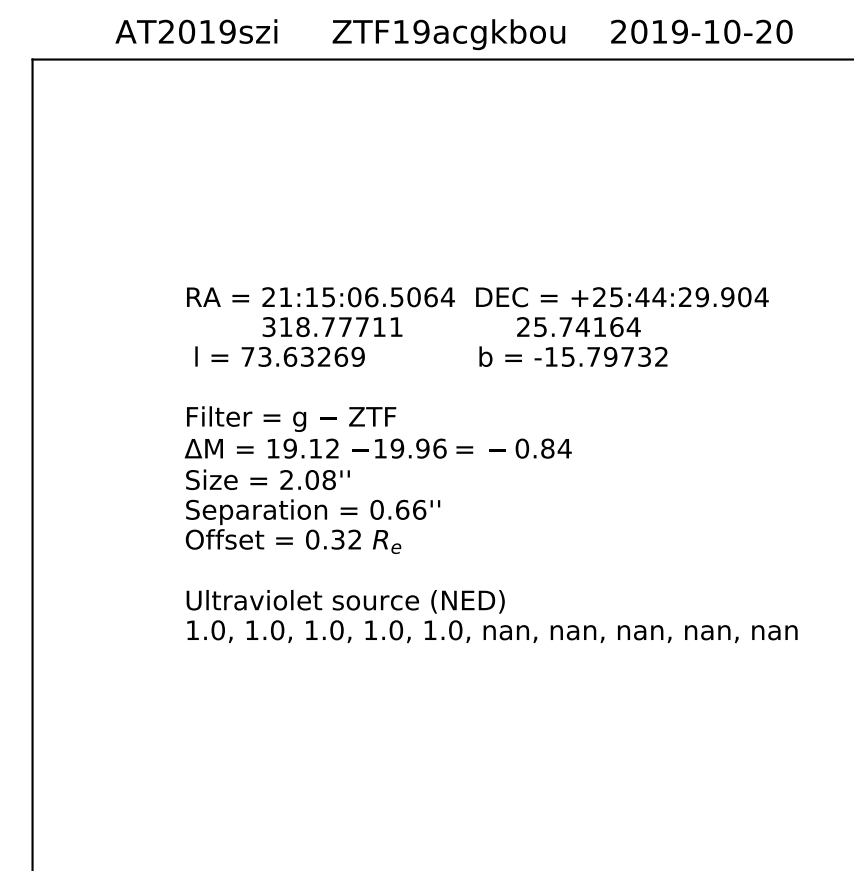 AT2019szi ZTF19acgkbou 2019-10-20
RA = 21:15:06.5064 DEC = +25:44:29.904
318.77711 25.74164
l = 73.63269 b = -15.79732
Filter = g − ZTF
ΔM = 19.12 −19.96 = − 0.84
Size = 2.08''
Separation = 0.66''
Offset = 0.32 Re
Ultraviolet source (NED)
1.0, 1.0, 1.0, 1.0, 1.0, nan, nan, nan, nan, nan